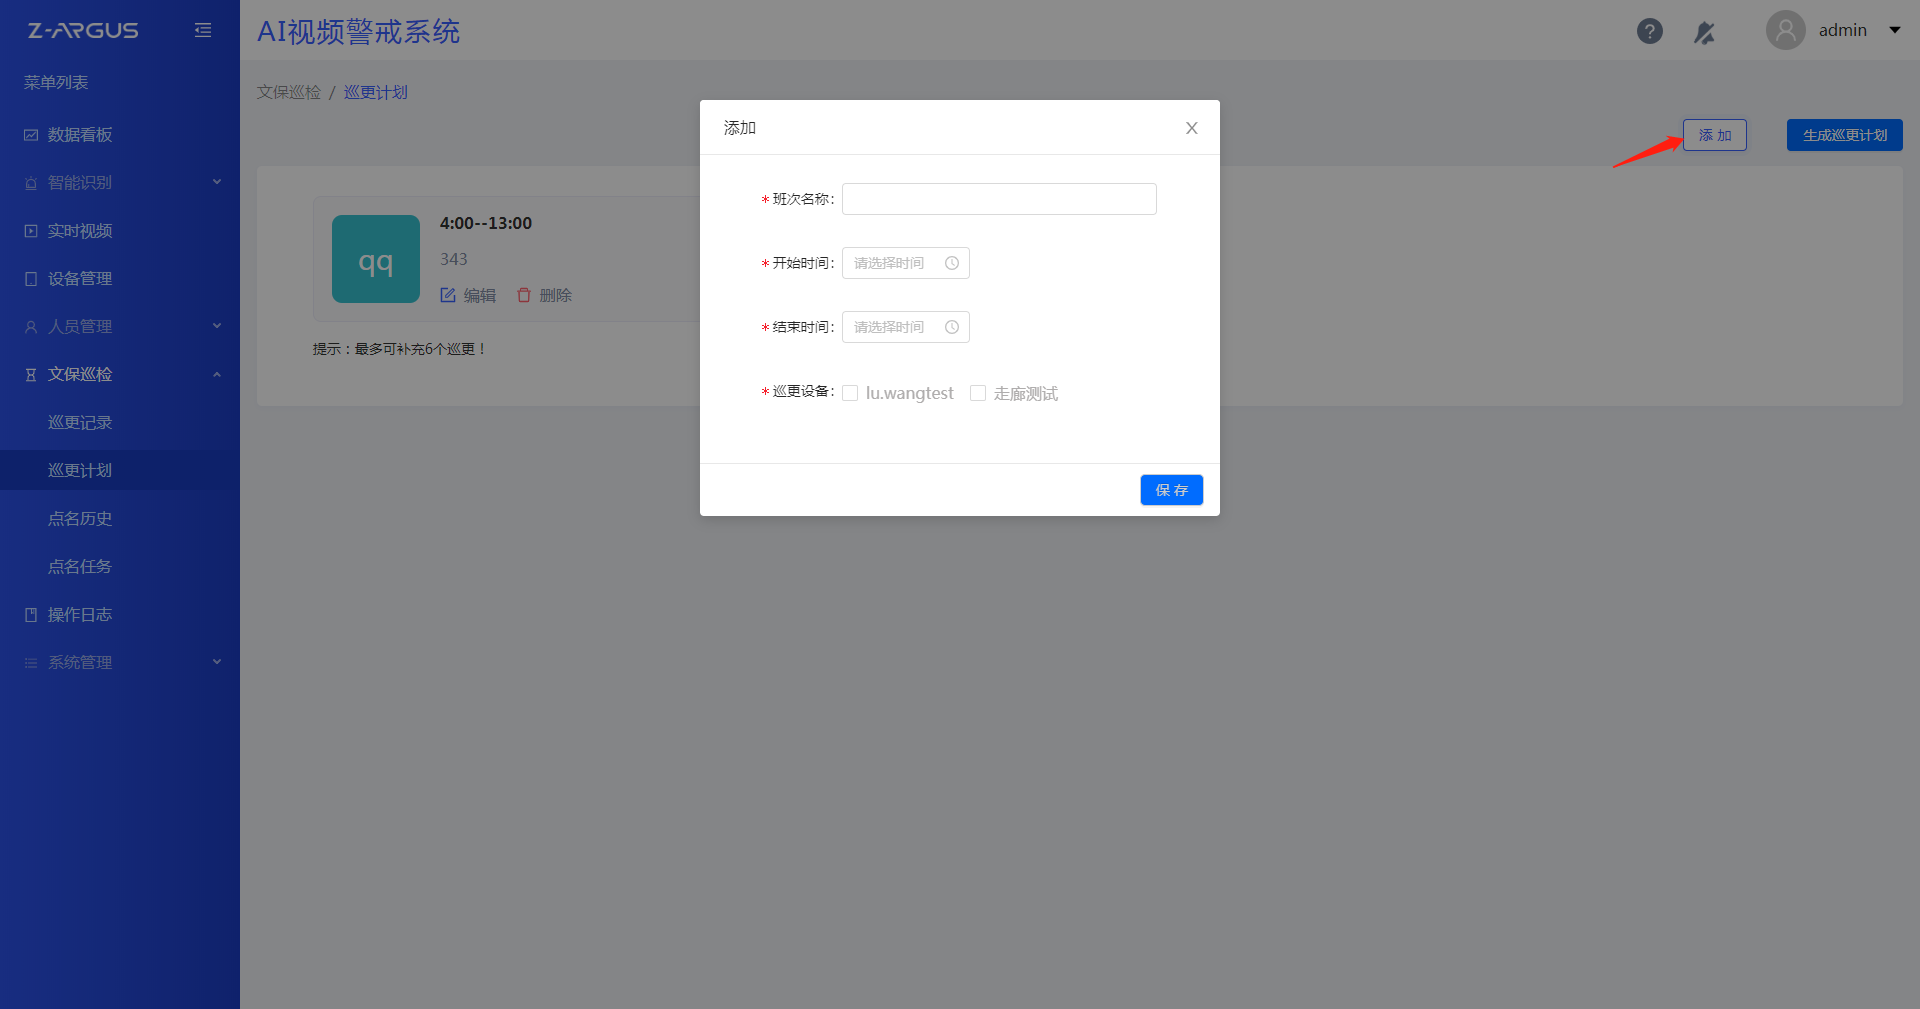 Z-ARGUS
菜单列表
数据看板
智能识别
实时视频
设备管理
人员管理
文保巡检
巡更记录
巡更计划
点名历史
点名任务
操作日志
系统管理
AI视频警戒系统
? admin
文保巡检 / 巡更计划
添 加 生成巡更计划
qq
4:00--13:00
343
编辑 删除
提示：最多可补充6个巡更！
添加 X
*班次名称:
*开始时间: 请选择时间
*结束时间: 请选择时间
*巡更设备: lu.wangtest 走廊测试
保 存